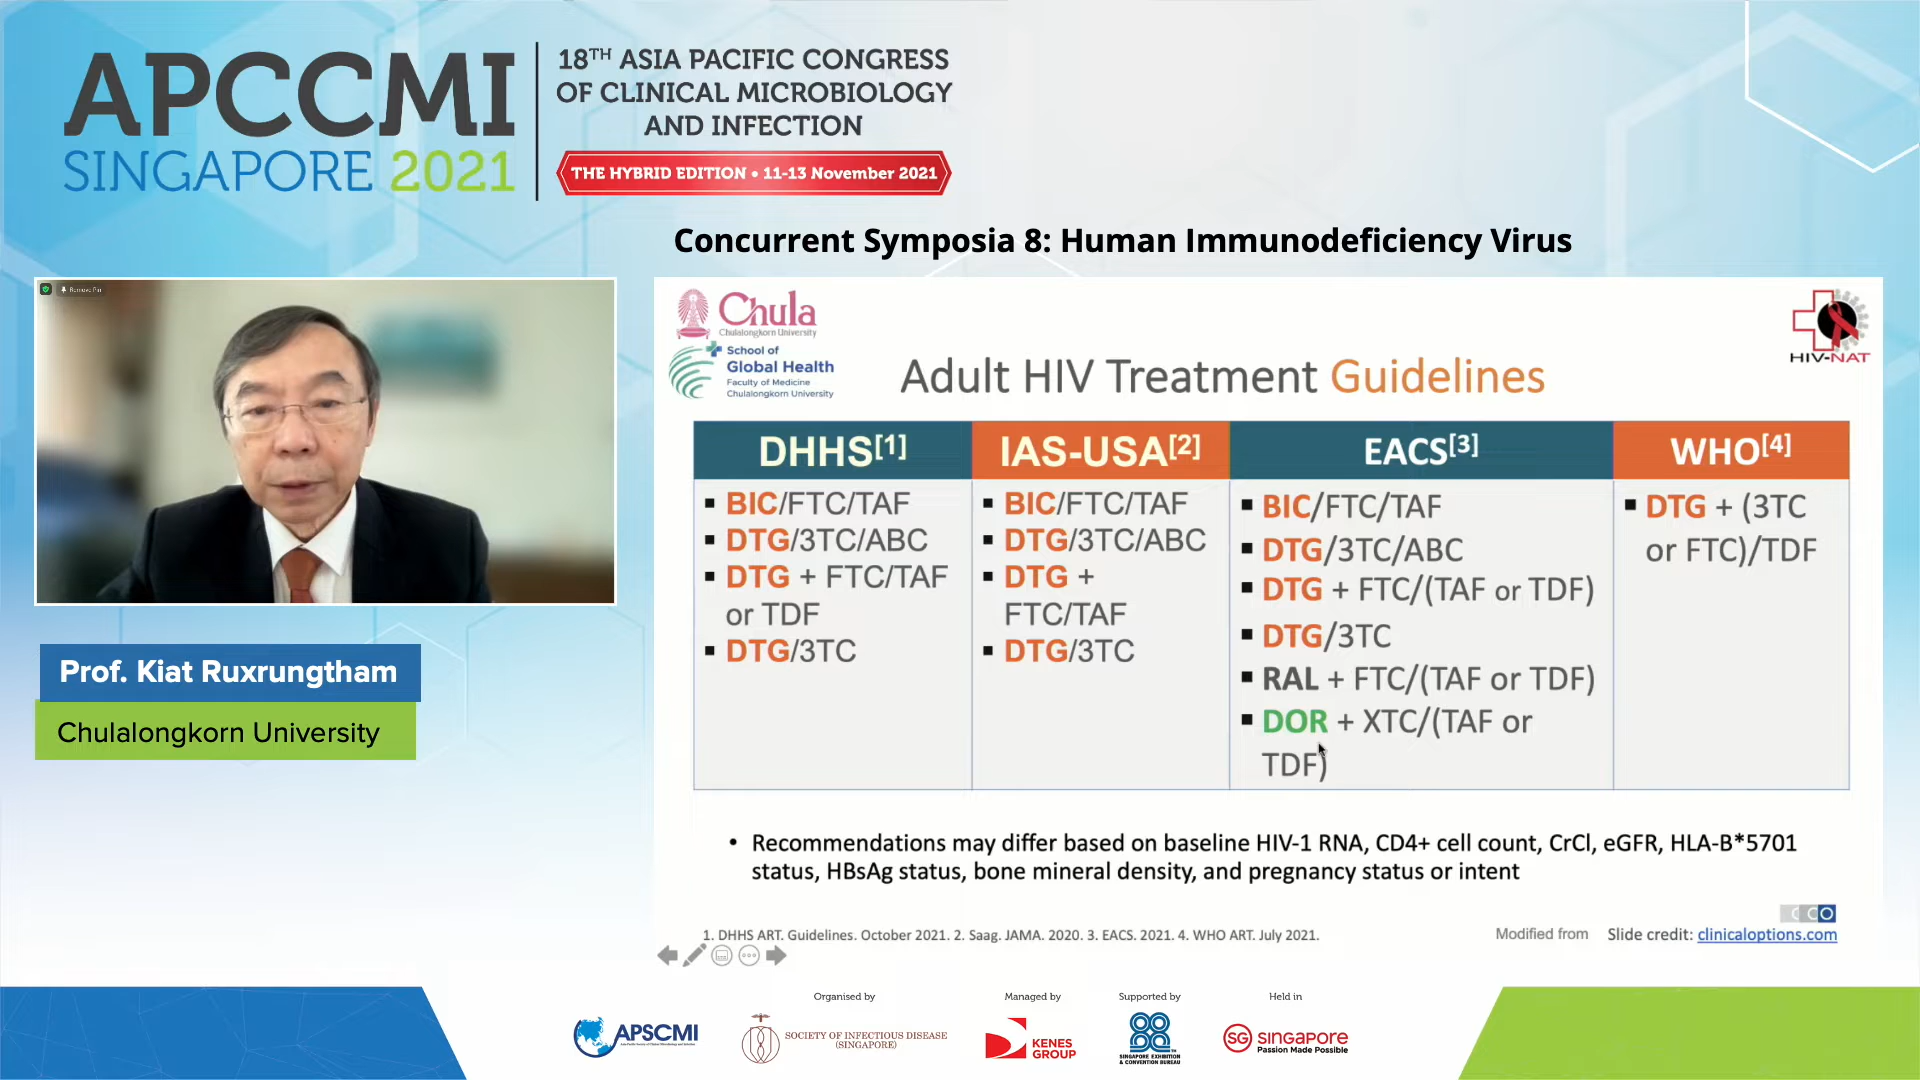 APCCMI
SINGAPORE 2021
18TH ASIA PACIFIC CONGRESS
OF CLINICAL MICROBIOLOGY
AND INFECTION
THE HYBRID EDITION • 11-13 November 2021
Concurrent Symposia 8: Human Immunodeficiency Virus
Remove Pin
Prof. Kiat Ruxrungtham
Chulalongkorn University
Chula
Chulalongkorn University
School of
Global Health
Faculty of Medicine
Chulalongkorn University
HIV-NAT
Adult HIV Treatment Guidelines
DHHS[1]
▪ BIC/FTC/TAF
▪ DTG/3TC/ABC
▪ DTG + FTC/TAF
or TDF
▪ DTG/3TC
IAS-USA[2]
▪ BIC/FTC/TAF
▪ DTG/3TC/ABC
▪ DTG +
FTC/TAF
▪ DTG/3TC
EACS[3]
▪ BIC/FTC/TAF
▪ DTG/3TC/ABC
▪ DTG + FTC/(TAF or TDF)
▪ DTG/3TC
▪ RAL + FTC/(TAF or TDF)
▪ DOR + XTC/(TAF or
TDF)
WHO[4]
▪ DTG + (3TC
or FTC)/TDF
• Recommendations may differ based on baseline HIV-1 RNA, CD4+ cell count, CrCl, eGFR, HLA-B*5701
status, HBsAg status, bone mineral density, and pregnancy status or intent
CCO
1. DHHS ART. Guidelines. October 2021. 2. Saag. JAMA. 2020. 3. EACS. 2021. 4. WHO ART. July 2021.
Modified from Slide credit: clinicaloptions.com
Organised by
APSCMI
SOCIETY OF INFECTIOUS DISEASE
(SINGAPORE)
Managed by
KENES
GROUP
Supported by
SINGAPORE EXHIBITION
& CONVENTION BUREAU
Held in
SG SINGAPORE
Passion Made Possible